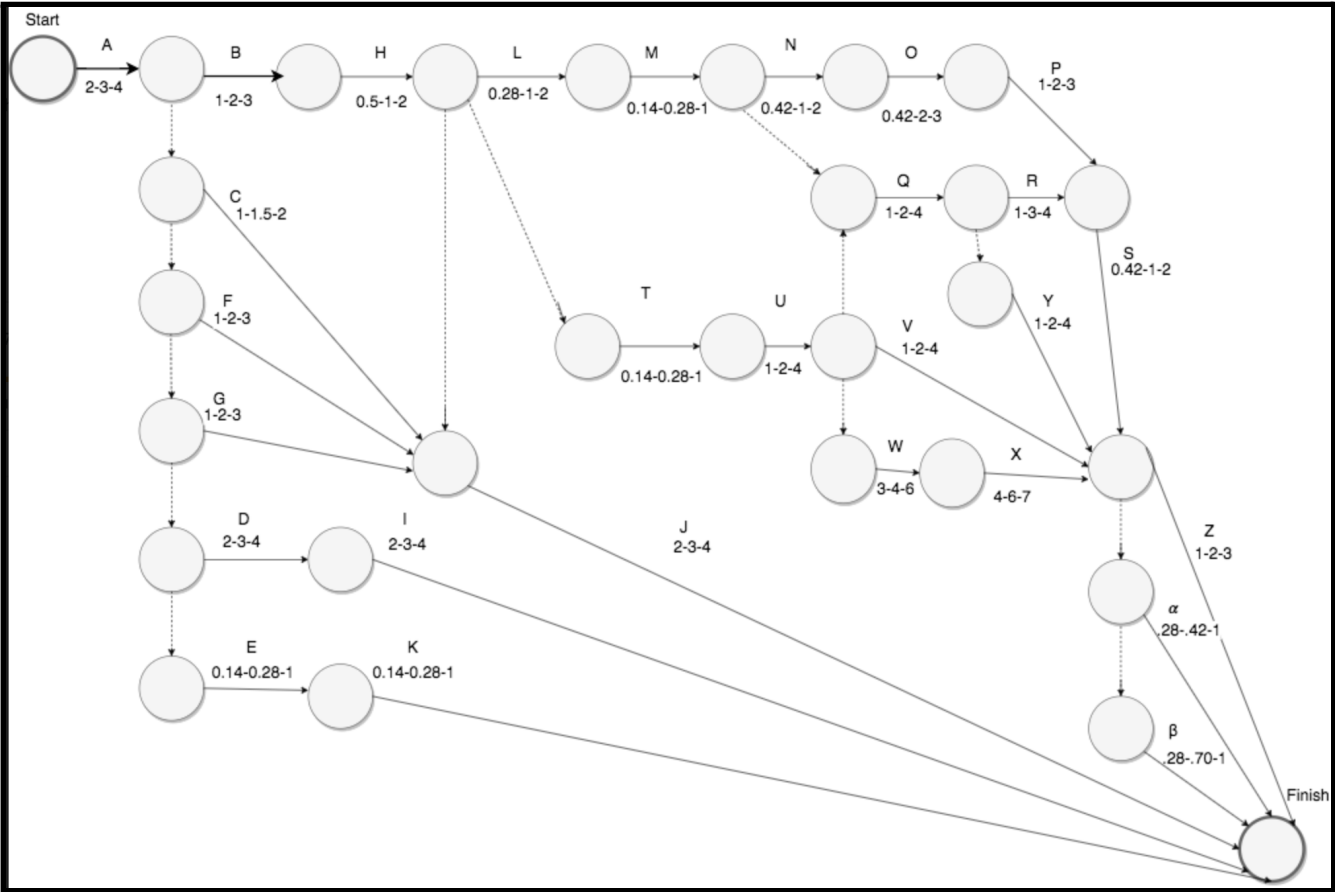 Start
A
2-3-4
B
1-2-3
H
0.5-1-2
L
0.28-1-2
M
0.14-0.28-1
N
0.42-1-2
O
0.42-2-3
P
1-2-3
C
1-1.5-2
Q
1-2-4
R
1-3-4
S
0.42-1-2
F
1-2-3
T
0.14-0.28-1
U
1-2-4
V
1-2-4
Y
1-2-4
G
1-2-3
W
3-4-6
X
4-6-7
D
2-3-4
I
2-3-4
J
2-3-4
Z
1-2-3
α
.28-.42-1
E
0.14-0.28-1
K
0.14-0.28-1
β
.28-.70-1
Finish